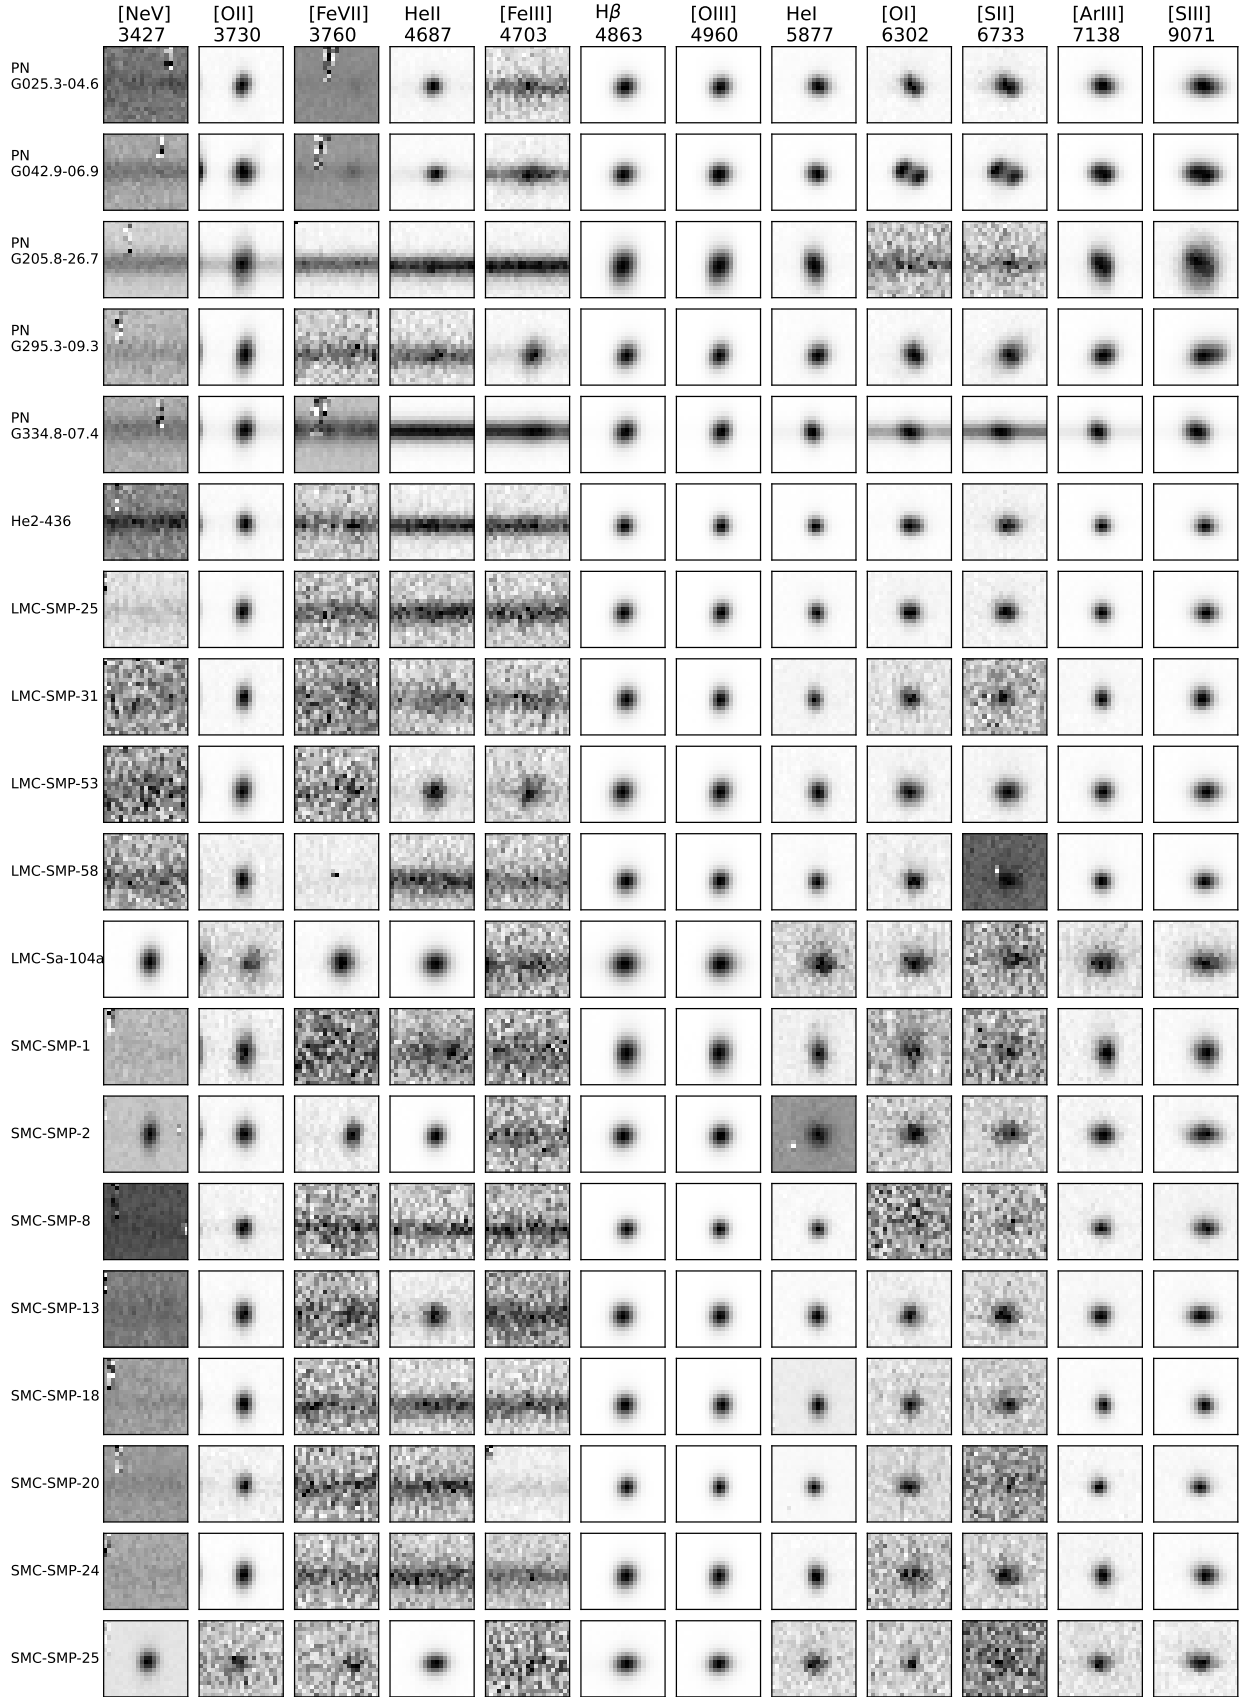 [NeV] [OII] [FeVII] HeII [FeIII] Hβ [OIII] HeI [OI] [SII] [ArIII] [SIII]
3427 3730 3760 4687 4703 4863 4960 5877 6302 6733 7138 9071
PN
G025.3-04.6
PN
G042.9-06.9
PN
G205.8-26.7
PN
G295.3-09.3
PN
G334.8-07.4
He2-436
LMC-SMP-25
LMC-SMP-31
LMC-SMP-53
LMC-SMP-58
LMC-Sa-104a
SMC-SMP-1
SMC-SMP-2
SMC-SMP-8
SMC-SMP-13
SMC-SMP-18
SMC-SMP-20
SMC-SMP-24
SMC-SMP-25